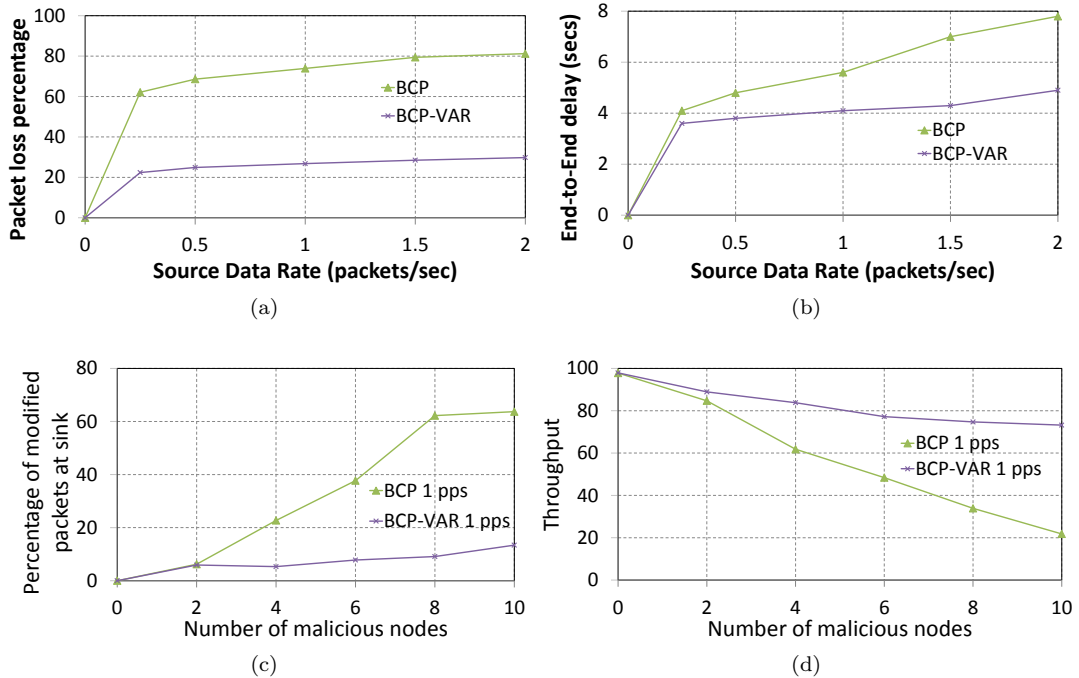 100
80
60
40
20
0
Packet loss percentage
BCP
BCP-VAR
0
0.5
1
1.5
2
Source Data Rate (packets/sec)
(a)
8
6
4
2
0
End-to-End delay (secs)
BCP
BCP-VAR
0
0.5
1
1.5
2
Source Data Rate (packets/sec)
(b)
80
60
40
20
0
Percentage of modified
packets at sink
BCP 1 pps
BCP-VAR 1 pps
0
2
4
6
8
10
Number of malicious nodes
(c)
100
80
60
40
20
0
Throughput
BCP 1 pps
BCP-VAR 1 pps
0
2
4
6
8
10
Number of malicious nodes
(d)